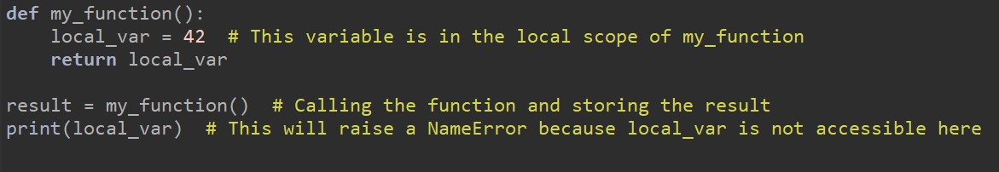 def my_function():
    local_var = 42  # This variable is in the local scope of my_function
    return local_var

result = my_function()  # Calling the function and storing the result
print(local_var)  # This will raise a NameError because local_var is not accessible here